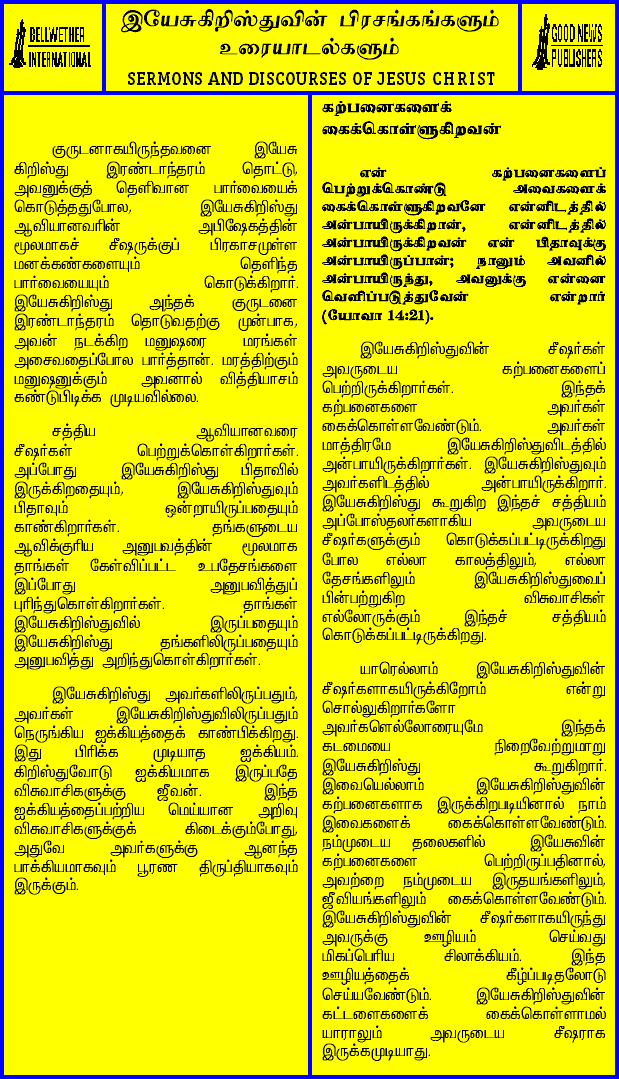 BELLWETHER
INTERNATIONAL
இயேசுகிறிஸ்துவின் பிரசங்கங்களும்
உரையாடல்களும்
SERMONS AND DISCOURSES OF JESUS CHRIST
GOOD NEWS
PUBLISHERS
குருடனாகயிருந்தவனை இயேசு
கிறிஸ்து இரண்டாந்தரம் தொட்டு,
அவனுக்குத் தெளிவான பார்வையைக்
கொடுத்ததுபோல, இயேசுகிறிஸ்து
ஆவியானவரின் அபிஷேகத்தின்
மூலமாகச் சீஷருக்குப் பிரகாசமுள்ள
மனக்கண்களையும் தெளிந்த
பார்வையையும் கொடுக்கிறார்.
இயேசுகிறிஸ்து அந்தக் குருடனை
இரண்டாந்தரம் தொடுவதற்கு முன்பாக,
அவன் நடக்கிற மனுஷரை மரங்கள்
அசைவதைப்போல பார்த்தான். மரத்திற்கும்
மனுஷனுக்கும் அவனால் வித்தியாசம்
கண்டுபிடிக்க முடியவில்லை.
சத்திய ஆவியானவரை
சீஷர்கள் பெற்றுக்கொள்கிறார்கள்.
அப்போது இயேசுகிறிஸ்து பிதாவில்
இருக்கிறதையும், இயேசுகிறிஸ்துவும்
பிதாவும் ஒன்றாயிருப்பதையும்
காண்கிறார்கள். தங்களுடைய
ஆவிக்குரிய அனுபவத்தின் மூலமாக
தாங்கள் கேள்விப்பட்ட உபதேசங்களை
இப்போது அனுபவித்துப்
புரிந்துகொள்கிறார்கள். தாங்கள்
இயேசுகிறிஸ்துவில் இருப்பதையும்
இயேசுகிறிஸ்து தங்களிலிருப்பதையும்
அனுபவித்து அறிந்துகொள்கிறார்கள்.
இயேசுகிறிஸ்து அவர்களிலிருப்பதும்,
அவர்கள் இயேசுகிறிஸ்துவிலிருப்பதும்
நெருங்கிய ஐக்கியத்தைக் காண்பிக்கிறது.
இது பிரிக்க முடியாத ஐக்கியம்.
கிறிஸ்துவோடு ஐக்கியமாக இருப்பதே
விசுவாசிகளுக்கு ஜீவன். இந்த
ஐக்கியத்தைப்பற்றிய மெய்யான அறிவு
விசுவாசிகளுக்குக் கிடைக்கும்போது,
அதுவே அவர்களுக்கு ஆனந்த
பாக்கியமாகவும் பூரண திருப்தியாகவும்
இருக்கும்.
கற்பனைகளைக்
கைக்கொள்ளுகிறவன்
என் கற்பனைகளைப்
பெற்றுக்கொண்டு அவைகளைக்
கைக்கொள்ளுகிறவனே என்னிடத்தில்
அன்பாயிருக்கிறான், என்னிடத்தில்
அன்பாயிருக்கிறவன் என் பிதாவுக்கு
அன்பாயிருப்பான்; நானும் அவனில்
அன்பாயிருந்து, அவனுக்கு என்னை
வெளிப்படுத்துவேன் என்றார்
(யோவா 14:21).
இயேசுகிறிஸ்துவின் சீஷர்கள்
அவருடைய கற்பனைகளைப்
பெற்றிருக்கிறார்கள். இந்தக்
கற்பனைகளை அவர்கள்
கைக்கொள்ளவேண்டும். அவர்கள்
மாத்திரமே இயேசுகிறிஸ்துவிடத்தில்
அன்பாயிருக்கிறார்கள். இயேசுகிறிஸ்துவும்
அவர்களிடத்தில் அன்பாயிருக்கிறார்.
இயேசுகிறிஸ்து கூறுகிற இந்தச் சத்தியம்
அப்போஸ்தலர்களாகிய அவருடைய
சீஷர்களுக்கும் கொடுக்கப்பட்டிருக்கிறது
போல எல்லா காலத்திலும், எல்லா
தேசங்களிலும் இயேசுகிறிஸ்துவைப்
பின்பற்றுகிற விசுவாசிகள்
எல்லோருக்கும் இந்தச் சத்தியம்
கொடுக்கப்பட்டிருக்கிறது.
யாரெல்லாம் இயேசுகிறிஸ்துவின்
சீஷர்களாகயிருக்கிறோம் என்று
சொல்லுகிறார்களோ
அவர்களெல்லோரையுமே இந்தக்
கடமையை நிறைவேற்றுமாறு
இயேசுகிறிஸ்து கூறுகிறார்.
இவையெல்லாம் இயேசுகிறிஸ்துவின்
கற்பனைகளாக இருக்கிறபடியினால் நாம்
இவைகளைக் கைக்கொள்ளவேண்டும்.
நம்முடைய தலைகளில் இயேசுவின்
கற்பனைகளை பெற்றிருப்பதினால்,
அவற்றை நம்முடைய இருதயங்களிலும்,
ஜீவியங்களிலும் கைக்கொள்ளவேண்டும்.
இயேசுகிறிஸ்துவின் சீஷர்களாகயிருந்து
அவருக்கு ஊழியம் செய்வது
மிகப்பெரிய சிலாக்கியம். இந்த
ஊழியத்தைக் கீழ்ப்படிதலோடு
செய்யவேண்டும். இயேசுகிறிஸ்துவின்
கட்டளைகளைக் கைக்கொள்ளாமல்
யாராலும் அவருடைய சீஷராக
இருக்கமுடியாது.